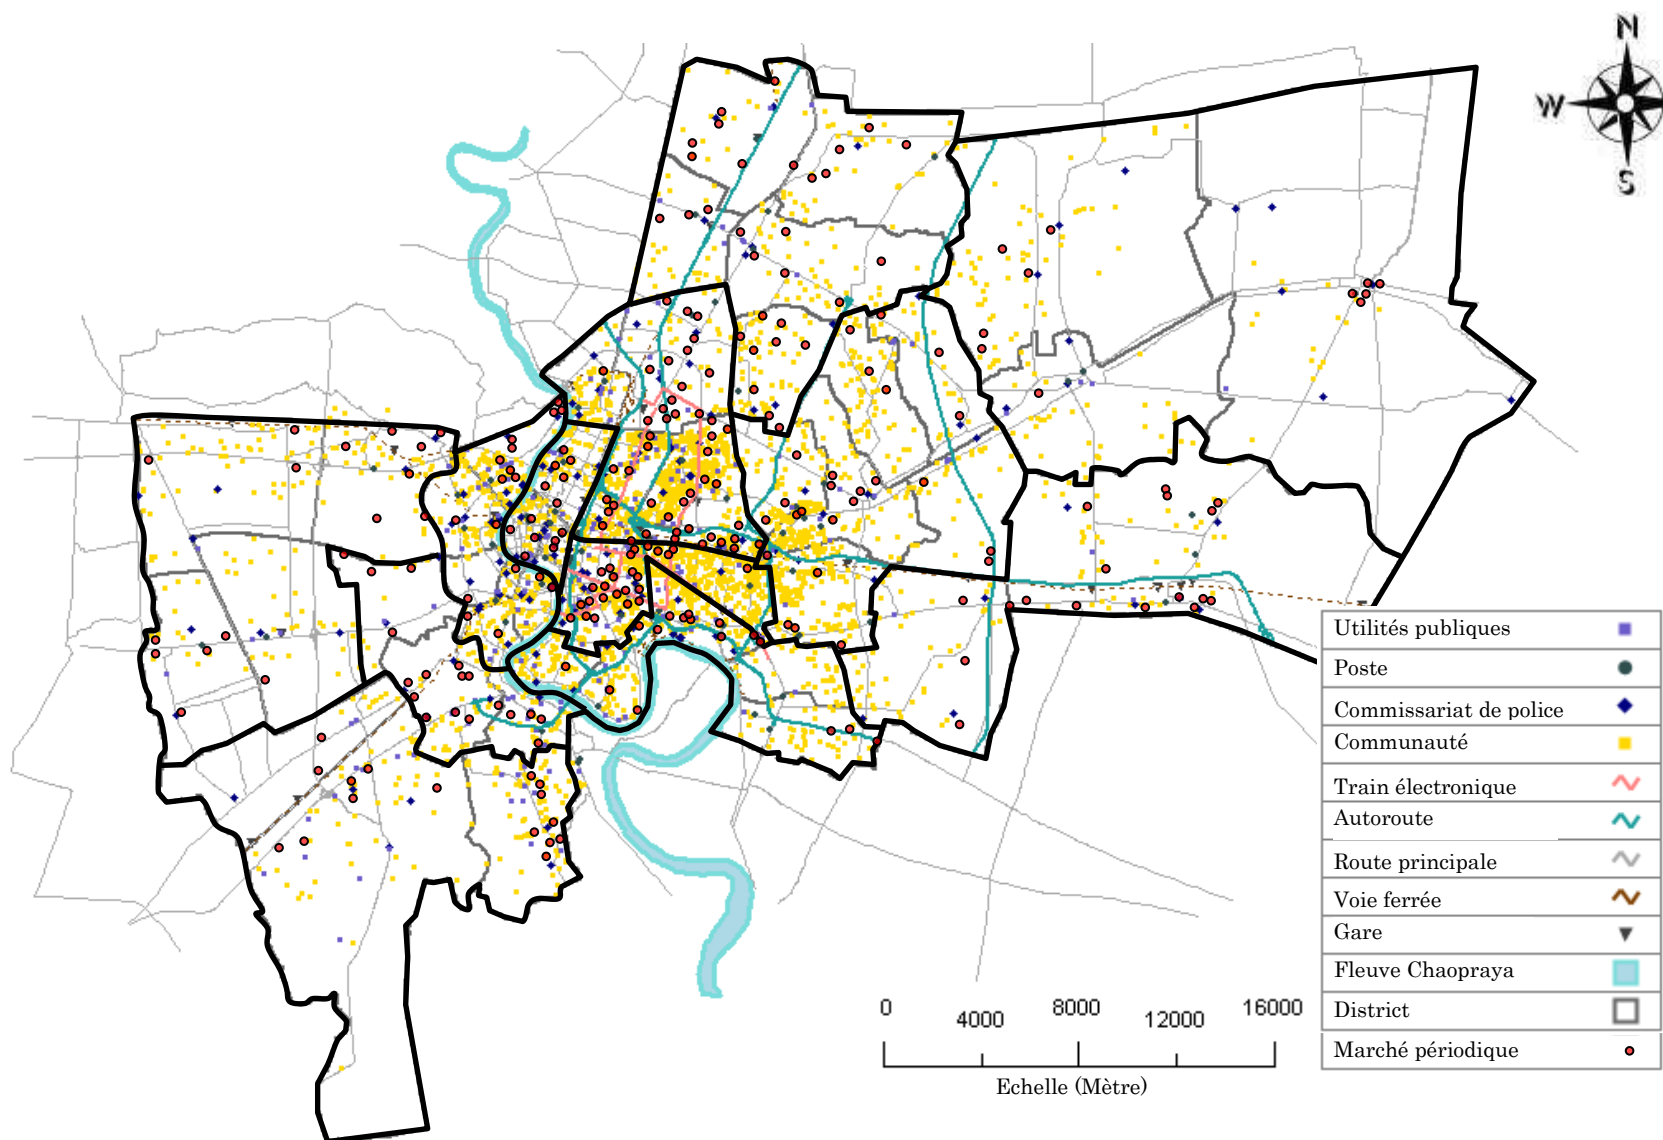 N
W
S
Utilités publiques
Poste
Commissariat de police
Communauté
Train électronique
Autoroute
Route principale
Voie ferrée
Gare
Fleuve Chaopraya
District
Marché périodique
0 8000 16000
4000 12000
Echelle (Mètre)